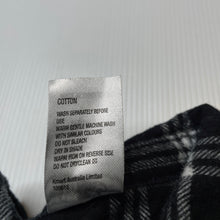 COTTON
WASH SEPARATELY BEFORE
USE
WARM GENTLE MACHINE WASH
WITH SIMILAR COLOURS
DO NOT BLEACH
DRY IN SHADE
WARM IRON ON REVERSE SIDE
DO NOT DRYCLEAN
Kmart Australia Limited